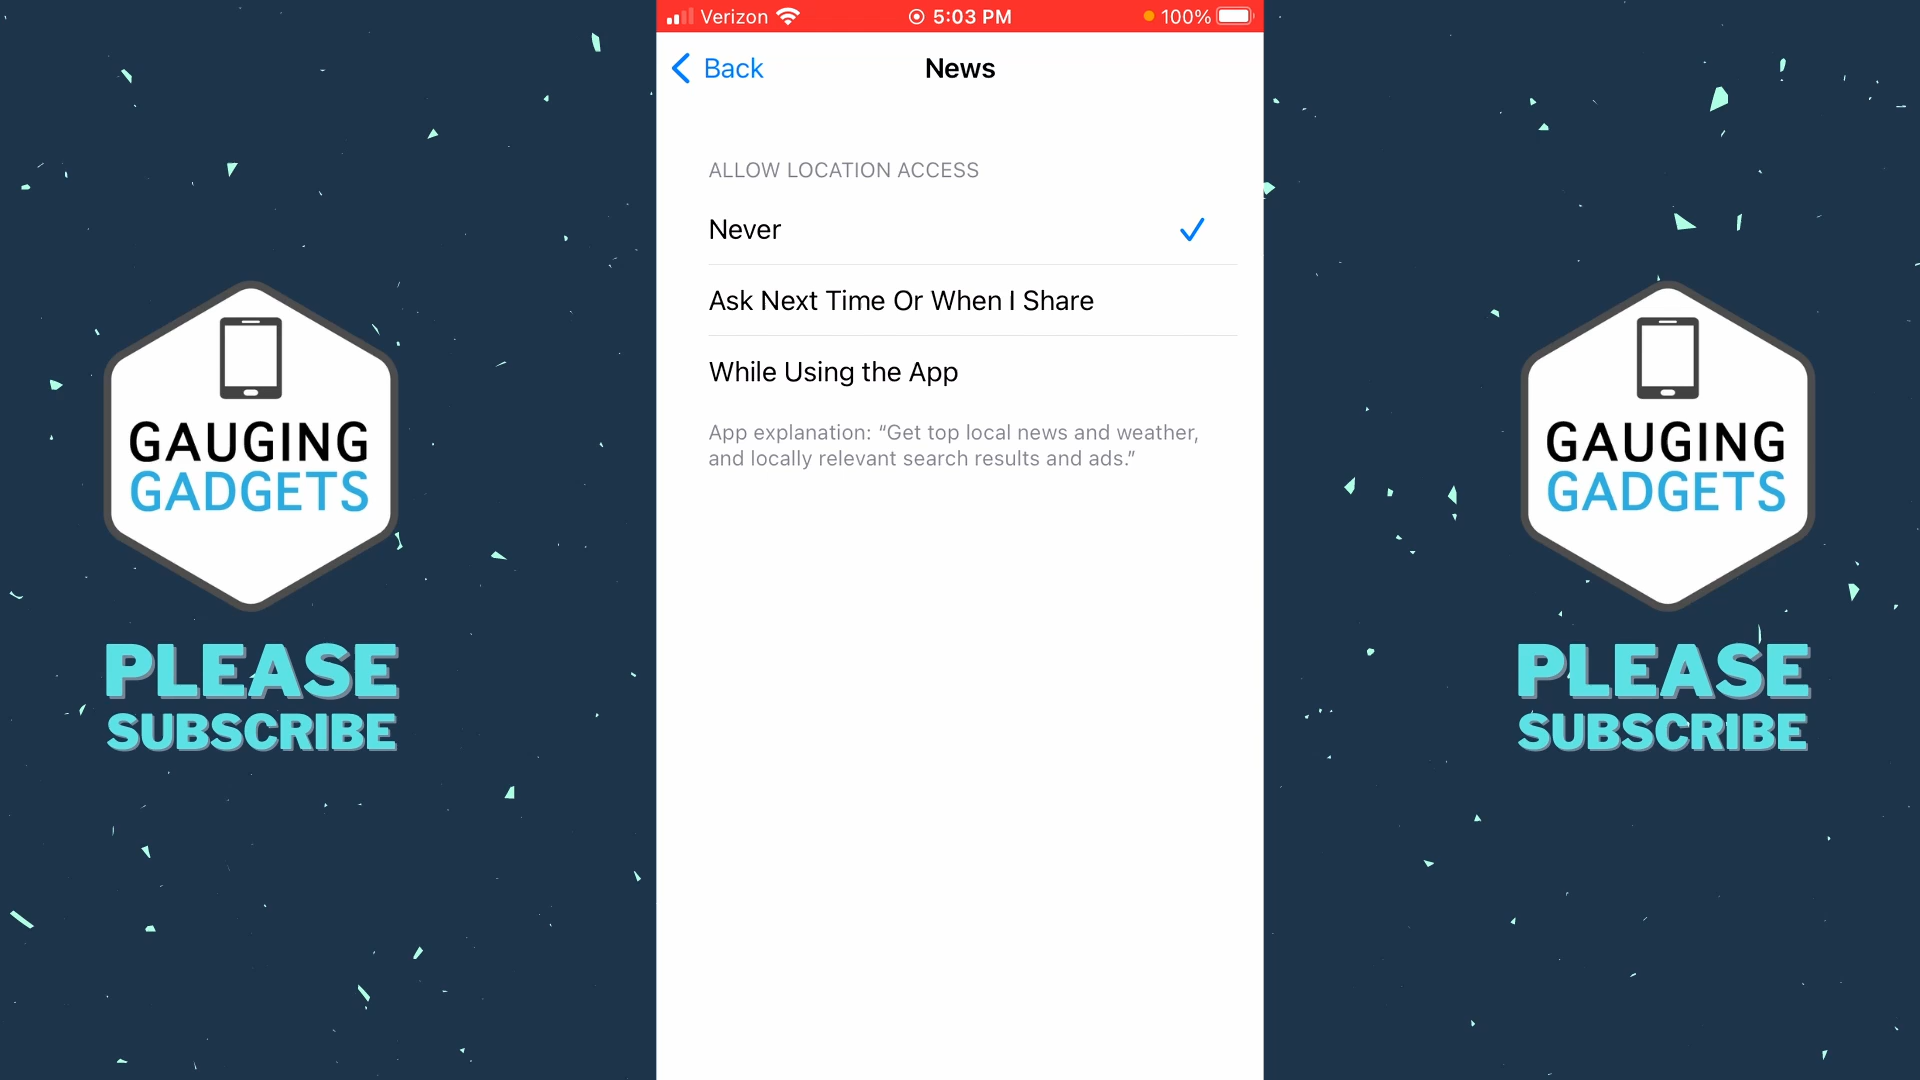 Verizon 5:03 PM 100%
Back News
ALLOW LOCATION ACCESS
Never
Ask Next Time Or When I Share
While Using the App
App explanation: “Get top local news and weather,
and locally relevant search results and ads.”
GAUGING
GADGETS
PLEASE
SUBSCRIBE
GAUGING
GADGETS
PLEASE
SUBSCRIBE